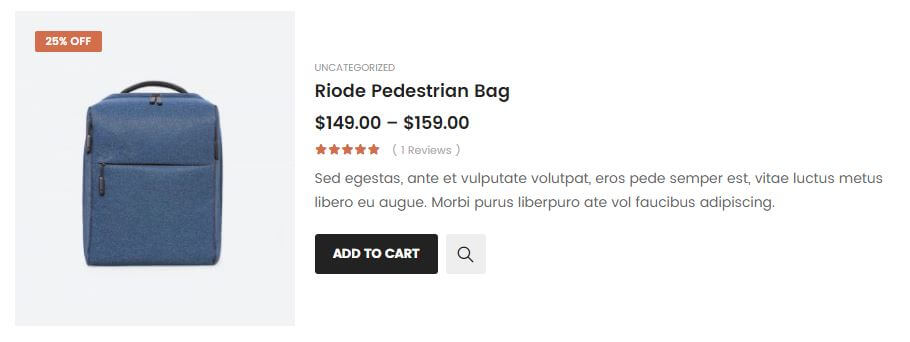 25% OFF
UNCATEGORIZED
Riode Pedestrian Bag
$149.00 – $159.00
( 1 Reviews )
Sed egestas, ante et vulputate volutpat, eros pede semper est, vitae luctus metus
libero eu augue. Morbi purus liberpuro ate vol faucibus adipiscing.
ADD TO CART